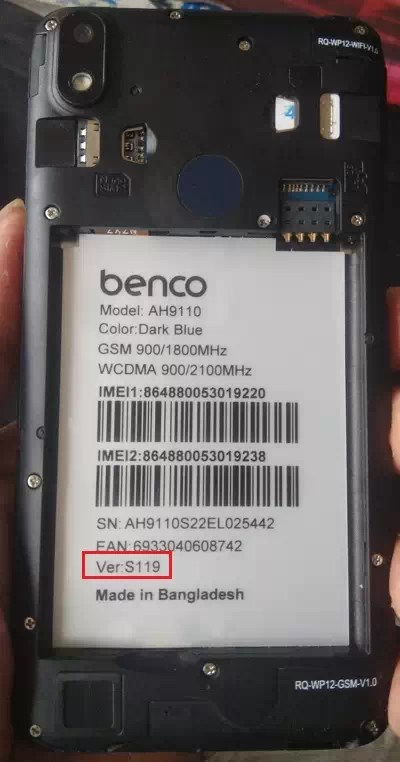 RQ-WP12-WIFI-V1.0
benco
Model: AH9110
Color:Dark Blue
GSM 900/1800MHz
WCDMA 900/2100MHz
IMEI1:864880053019220
IMEI2:864880053019238
SN: AH9110S22EL025442
EAN:6933040608742
Ver:S119
Made in Bangladesh
RQ-WP12-GSM-V1.0